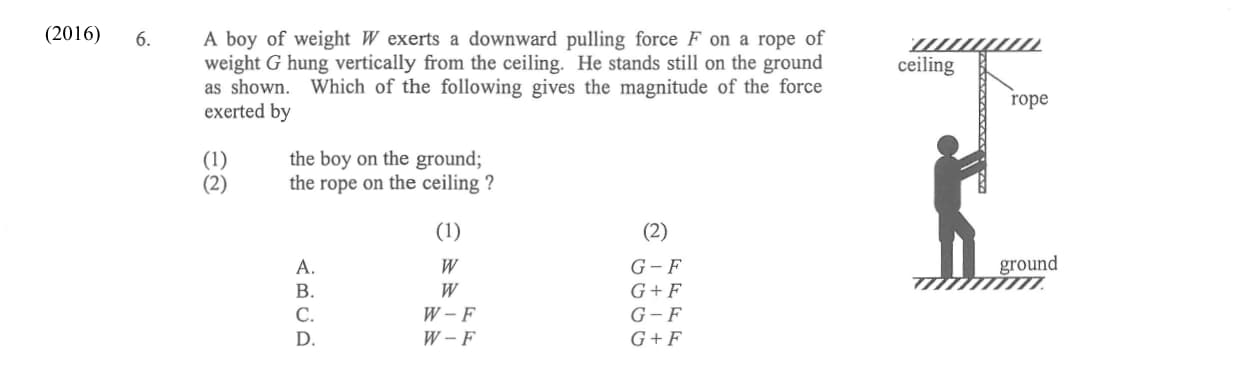 (2016) 6. A boy of weight W exerts a downward pulling force F on a rope of
weight G hung vertically from the ceiling. He stands still on the ground
as shown. Which of the following gives the magnitude of the force
exerted by
(1) the boy on the ground;
(2) the rope on the ceiling ?
(1) (2)
A. W G – F
B. W G + F
C. W – F G – F
D. W – F G + F
ceiling
rope
ground